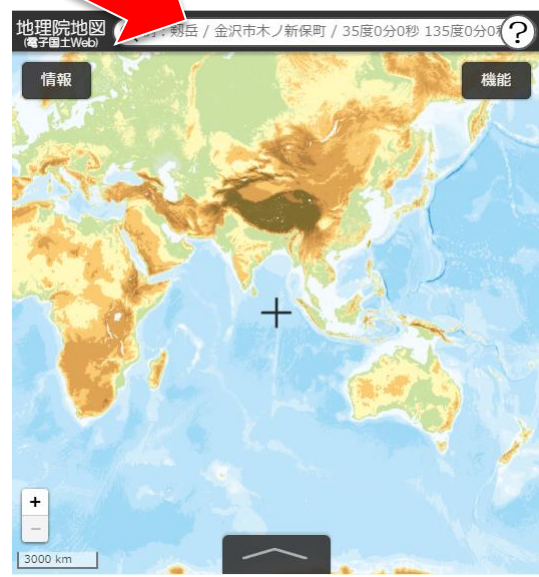 地理院地図
(電子国土Web)
剱岳 / 金沢市木ノ新保町 / 35度0分0秒 135度0分0
?
情報
機能
+
−
3000 km